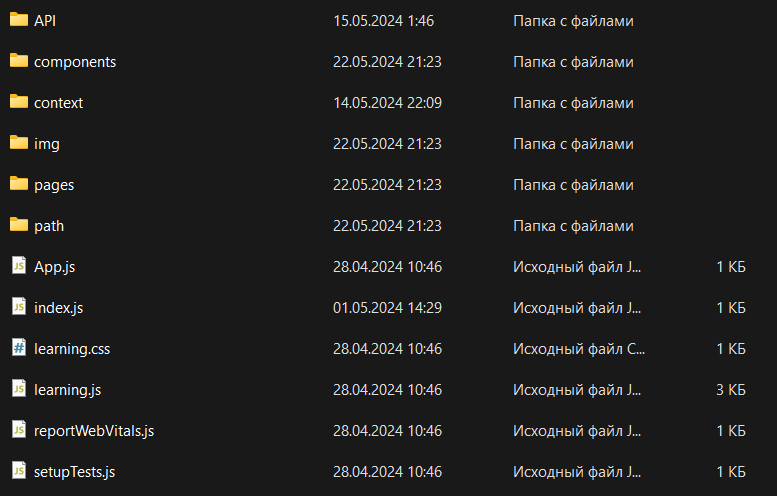 API 15.05.2024 1:46 Папка с файлами
components 22.05.2024 21:23 Папка с файлами
context 14.05.2024 22:09 Папка с файлами
img 22.05.2024 21:23 Папка с файлами
pages 22.05.2024 21:23 Папка с файлами
path 22.05.2024 21:23 Папка с файлами
JS App.js 28.04.2024 10:46 Исходный файл J... 1 КБ
JS index.js 01.05.2024 14:29 Исходный файл J... 1 КБ
# learning.css 28.04.2024 10:46 Исходный файл C... 1 КБ
JS learning.js 28.04.2024 10:46 Исходный файл J... 3 КБ
JS reportWebVitals.js 28.04.2024 10:46 Исходный файл J... 1 КБ
JS setupTests.js 28.04.2024 10:46 Исходный файл J... 1 КБ